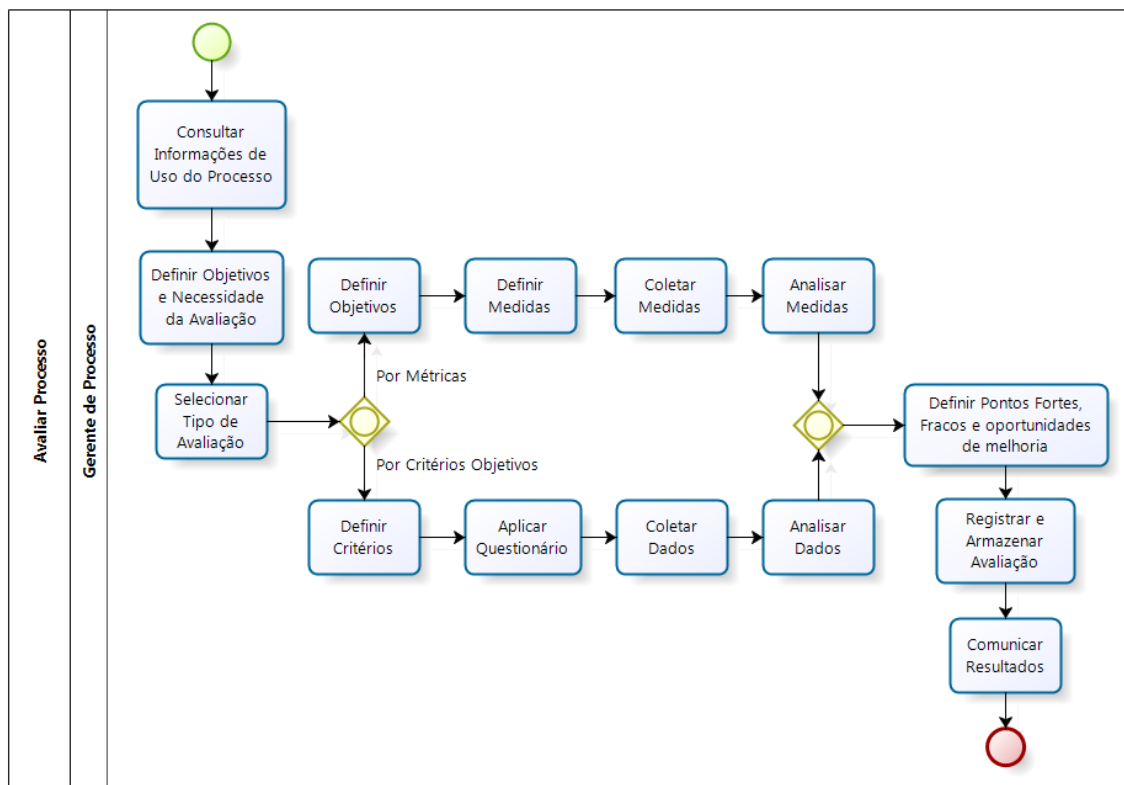 Avaliar Processo
Gerente de Processo
Consultar
Informações de
Uso do Processo
Definir Objetivos
e Necessidade
da Avaliação
Selecionar
Tipo de
Avaliação
Por Métricas
Definir
Objetivos
Definir
Medidas
Coletar
Medidas
Analisar
Medidas
Por Critérios Objetivos
Definir
Critérios
Aplicar
Questionário
Coletar
Dados
Analisar
Dados
Definir Pontos Fortes,
Fracos e oportunidades
de melhoria
Registrar e
Armazenar
Avaliação
Comunicar
Resultados